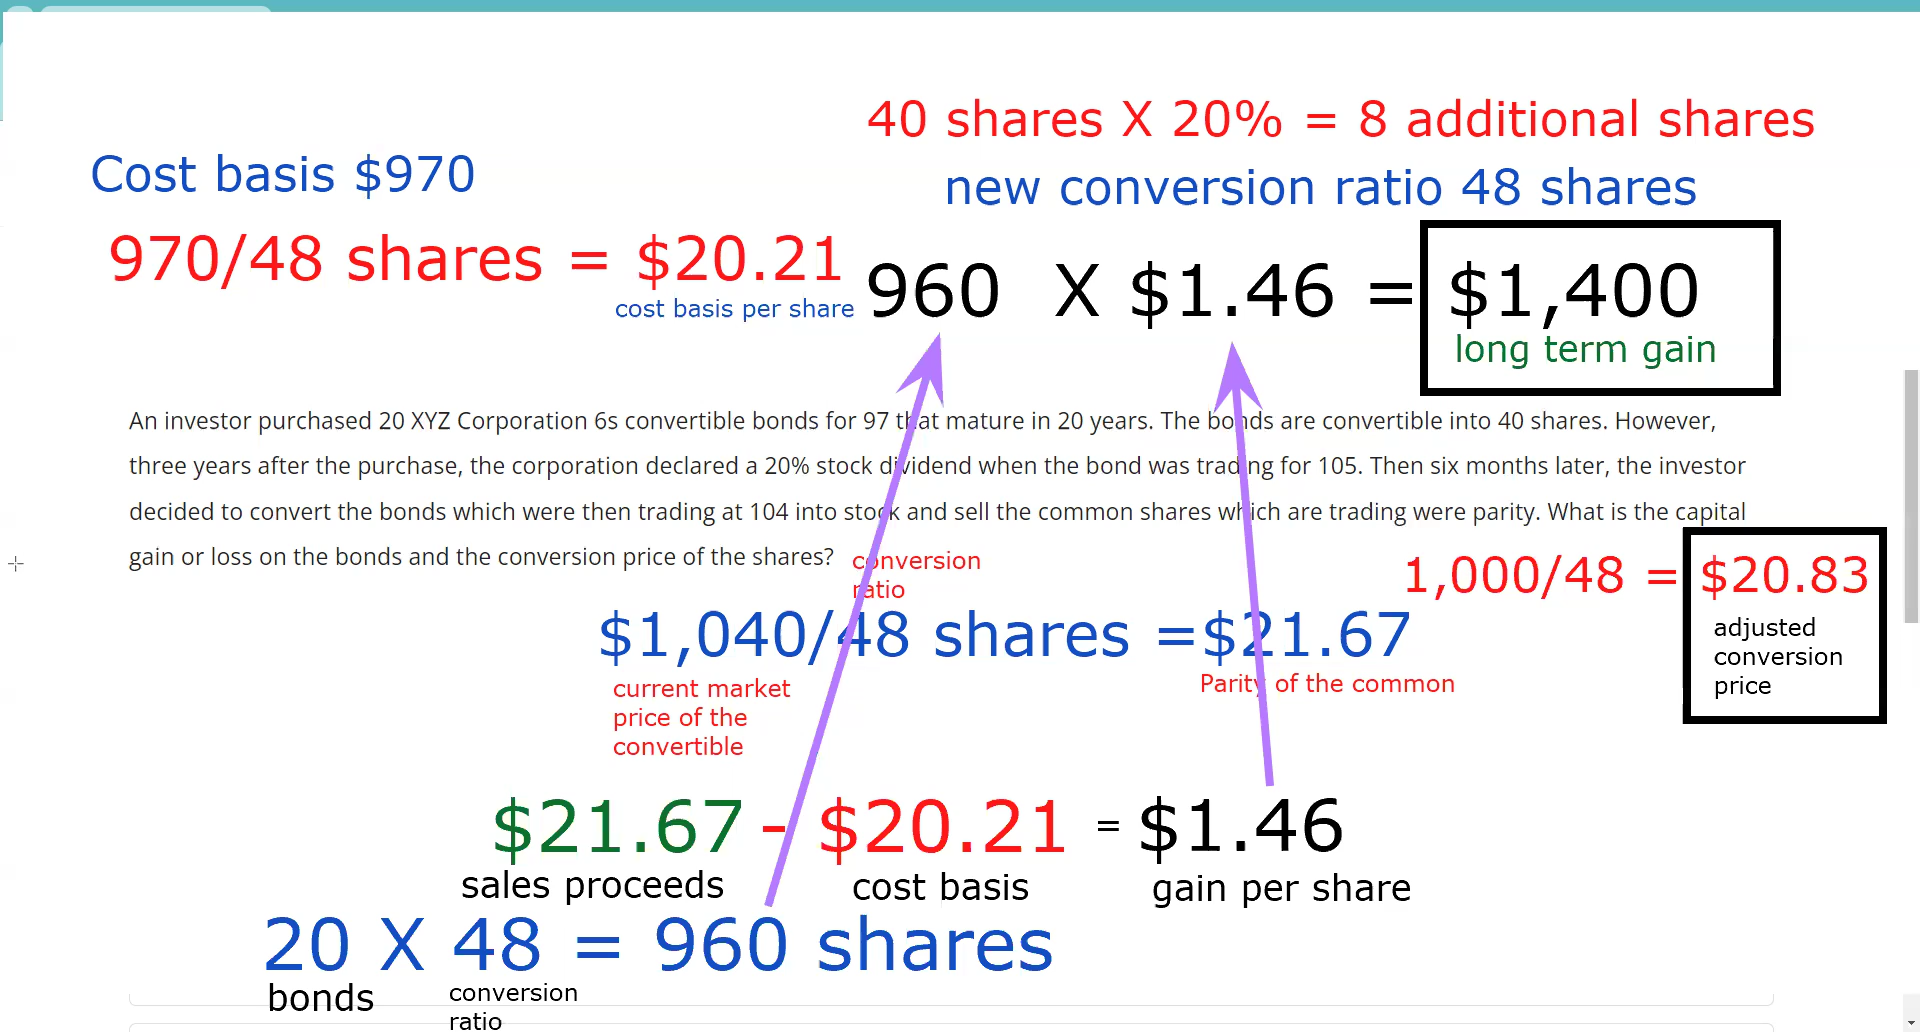 40 shares X 20% = 8 additional shares
Cost basis $970
new conversion ratio 48 shares
970/48 shares = $20.21
cost basis per share
960 X $1.46 = $1,400
long term gain
An investor purchased 20 XYZ Corporation 6s convertible bonds for 97 that mature in 20 years. The bonds are convertible into 40 shares. However,
three years after the purchase, the corporation declared a 20% stock dividend when the bond was trading for 105. Then six months later, the investor
decided to convert the bonds which were then trading at 104 into stock and sell the common shares which are trading were parity. What is the capital
gain or loss on the bonds and the conversion price of the shares?
conversion
ratio
1,000/48 = $20.83
adjusted
conversion
price
$1,040/48 shares =$21.67
current market
price of the
convertible
Parity of the common
$21.67 - $20.21 = $1.46
sales proceeds
cost basis
gain per share
20 X 48 = 960 shares
bonds
conversion
ratio